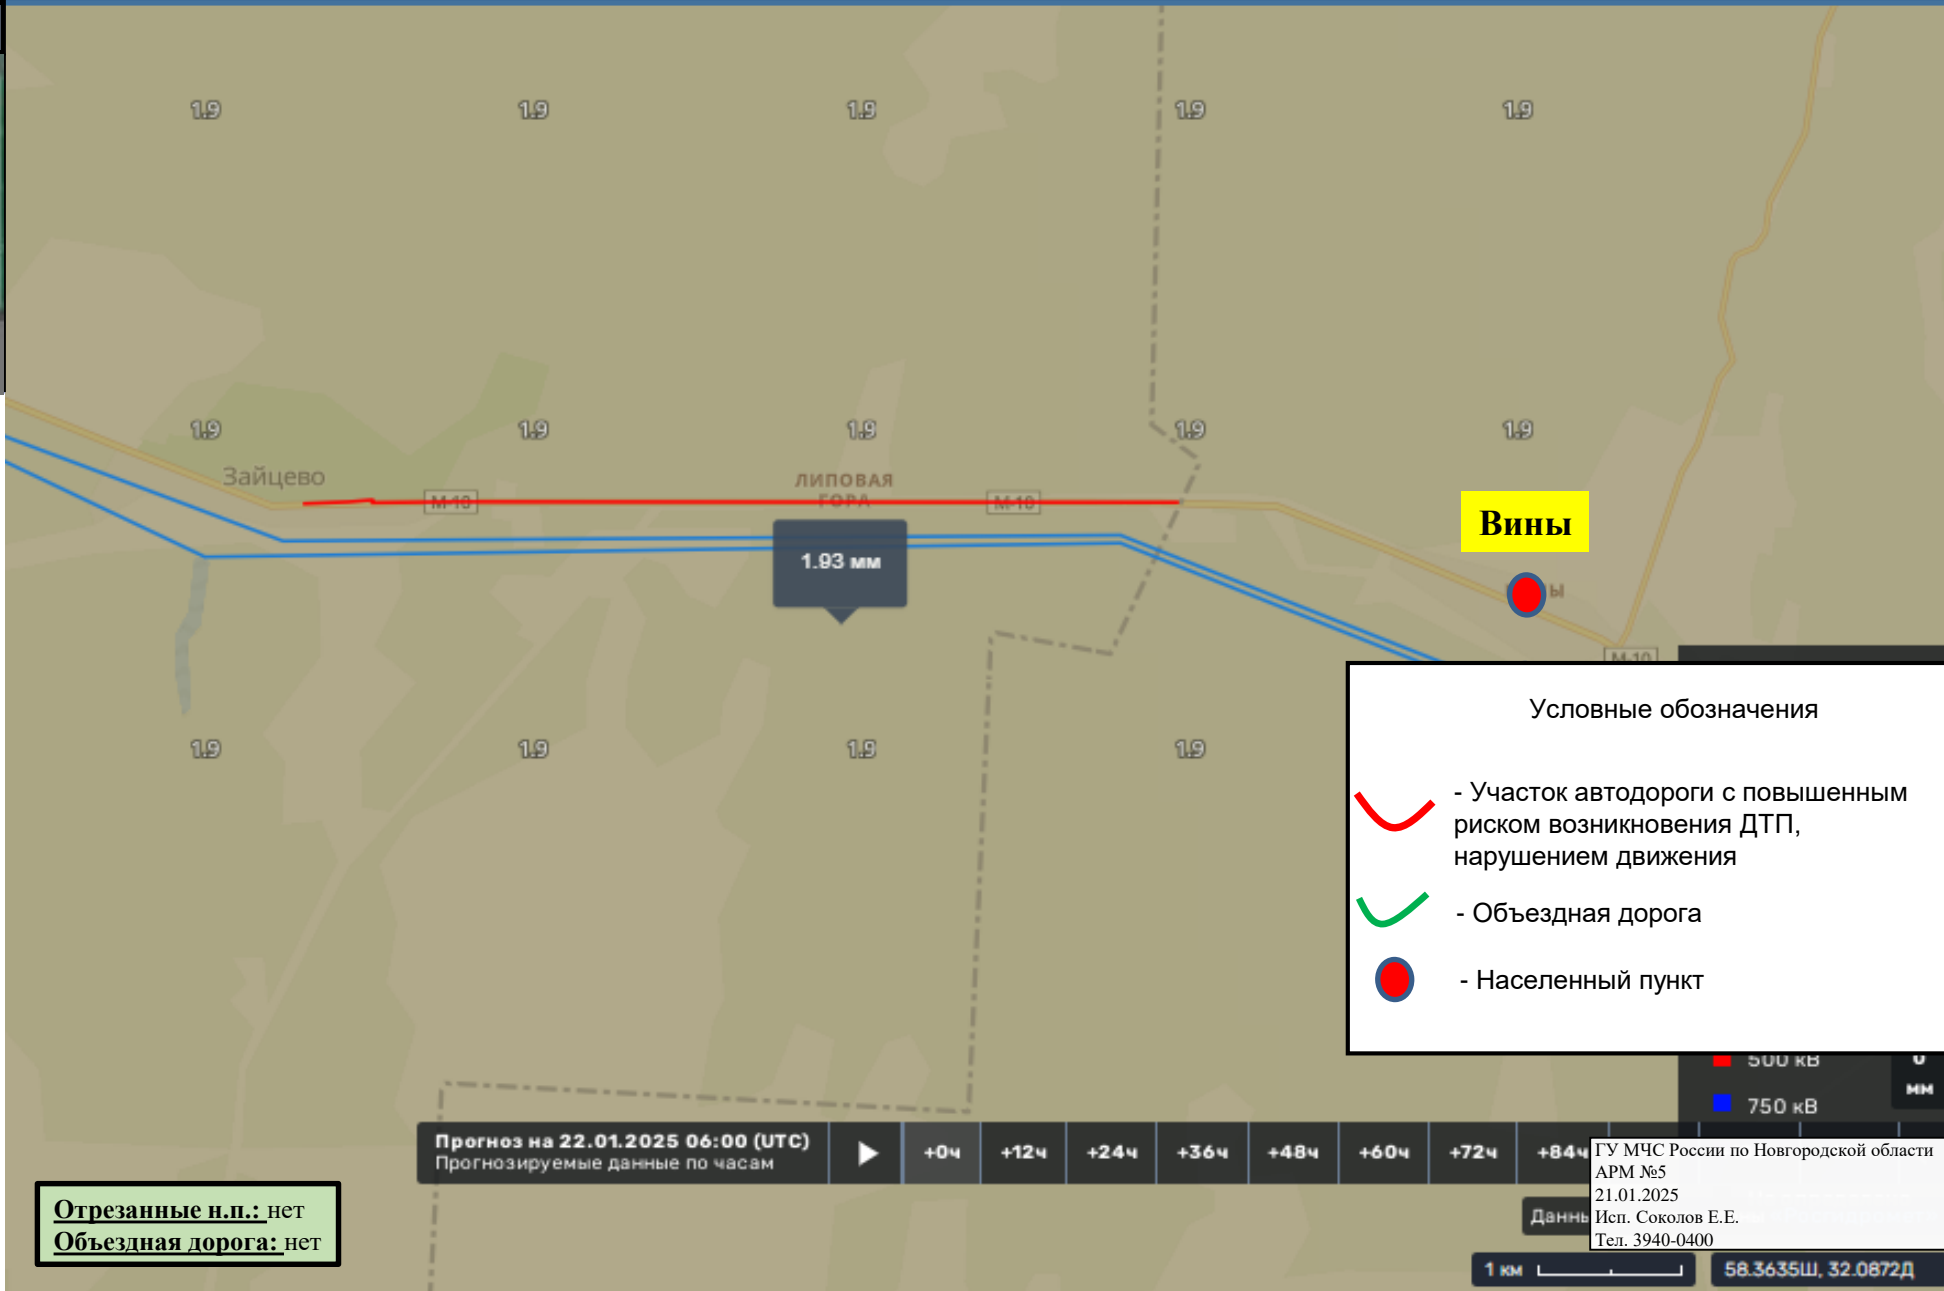 1.9 1.9 1.9 1.9 1.9
1.9 1.9 1.9 1.9 1.9
Зайцево
ЛИПОВАЯ
ГОРА
М-10
М-10
Вины
1.93 мм
М-10
1.9 1.9 1.9 1.9
Условные обозначения
- Участок автодороги с повышенным
риском возникновения ДТП,
нарушением движения
- Объездная дорога
- Населенный пункт
500 кВ
0
мм
750 кВ
Прогноз на 22.01.2025 06:00 (UTC)
Прогнозируемые данные по часам
+0ч +12ч +24ч +36ч +48ч +60ч +72ч +84ч
ГУ МЧС России по Новгородской области
АРМ №5
21.01.2025
Исп. Соколов Е.Е.
Тел. 3940-0400
Отрезанные н.п.: нет
Объездная дорога: нет
1 км
58.3635Ш, 32.0872Д